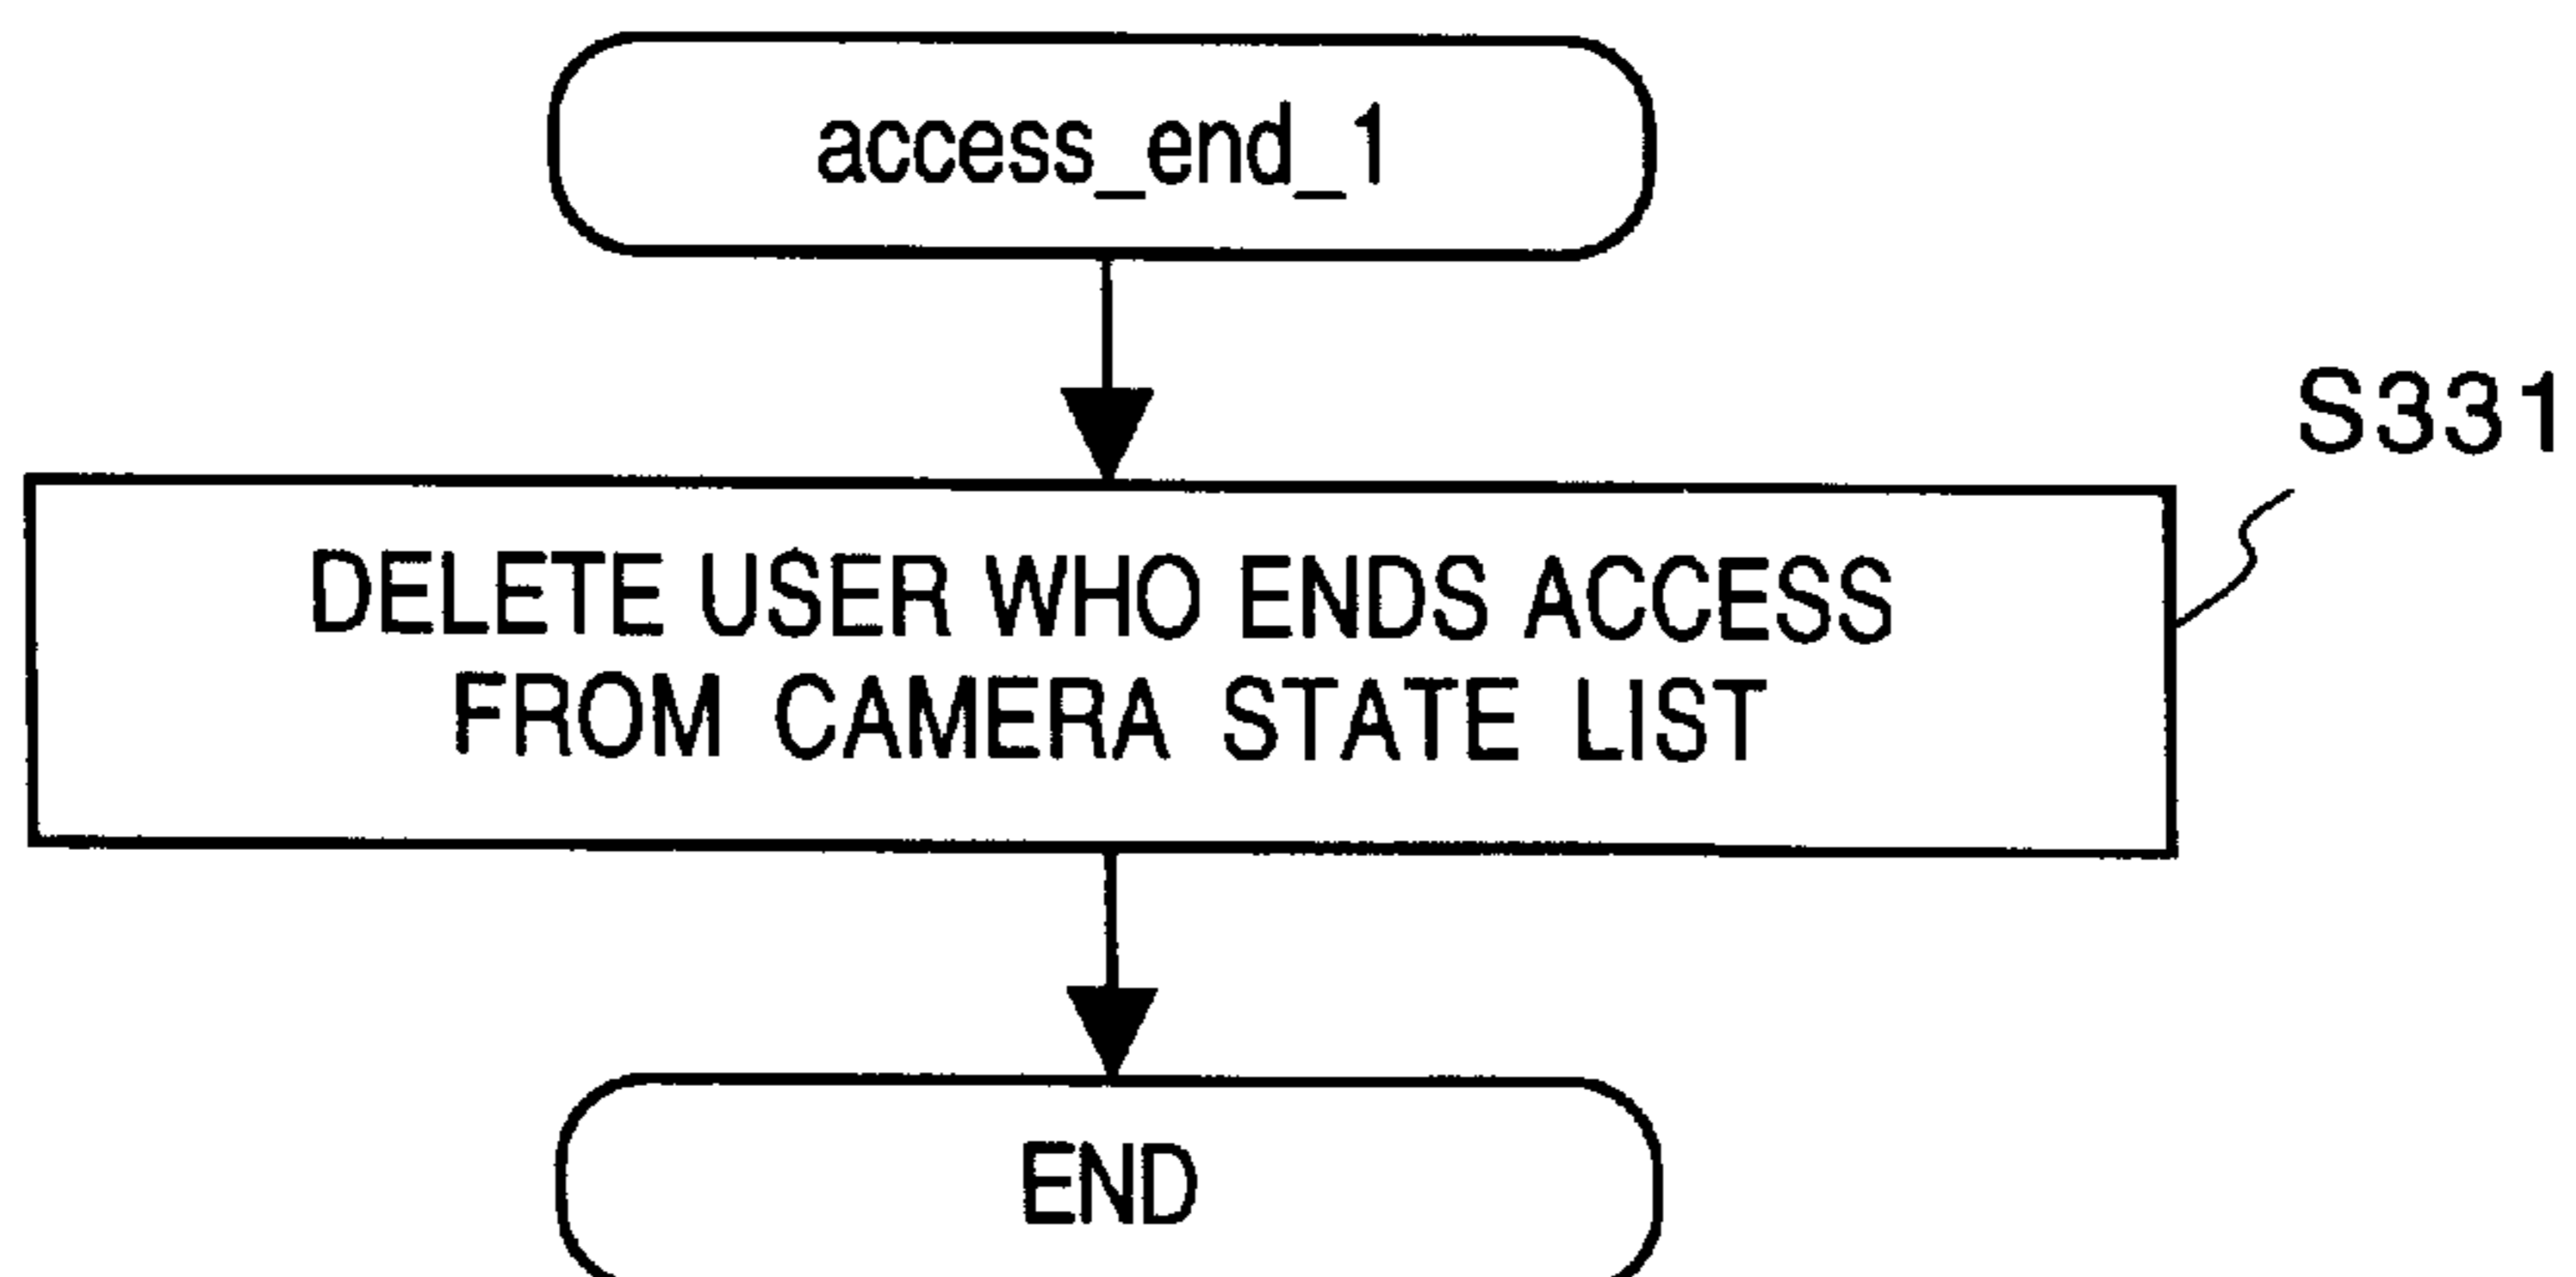 access_end_1
S331
DELETE USER WHO ENDS ACCESS
FROM CAMERA STATE LIST
END